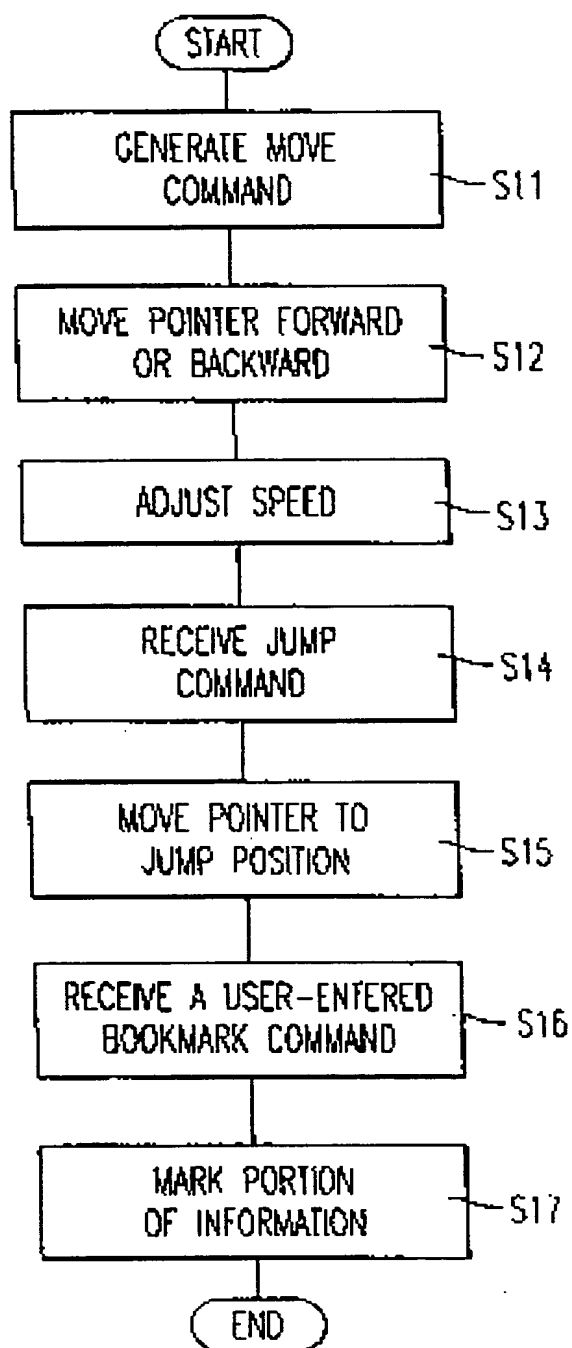 START
GENERATE MOVE
COMMAND
S11
MOVE POINTER FORWARD
OR BACKWARD
S12
ADJUST SPEED
S13
RECEIVE JUMP
COMMAND
S14
MOVE POINTER TO
JUMP POSITION
S15
RECEIVE A USER-ENTERED
BOOKMARK COMMAND
S16
MARK PORTION
OF INFORMATION
S17
END